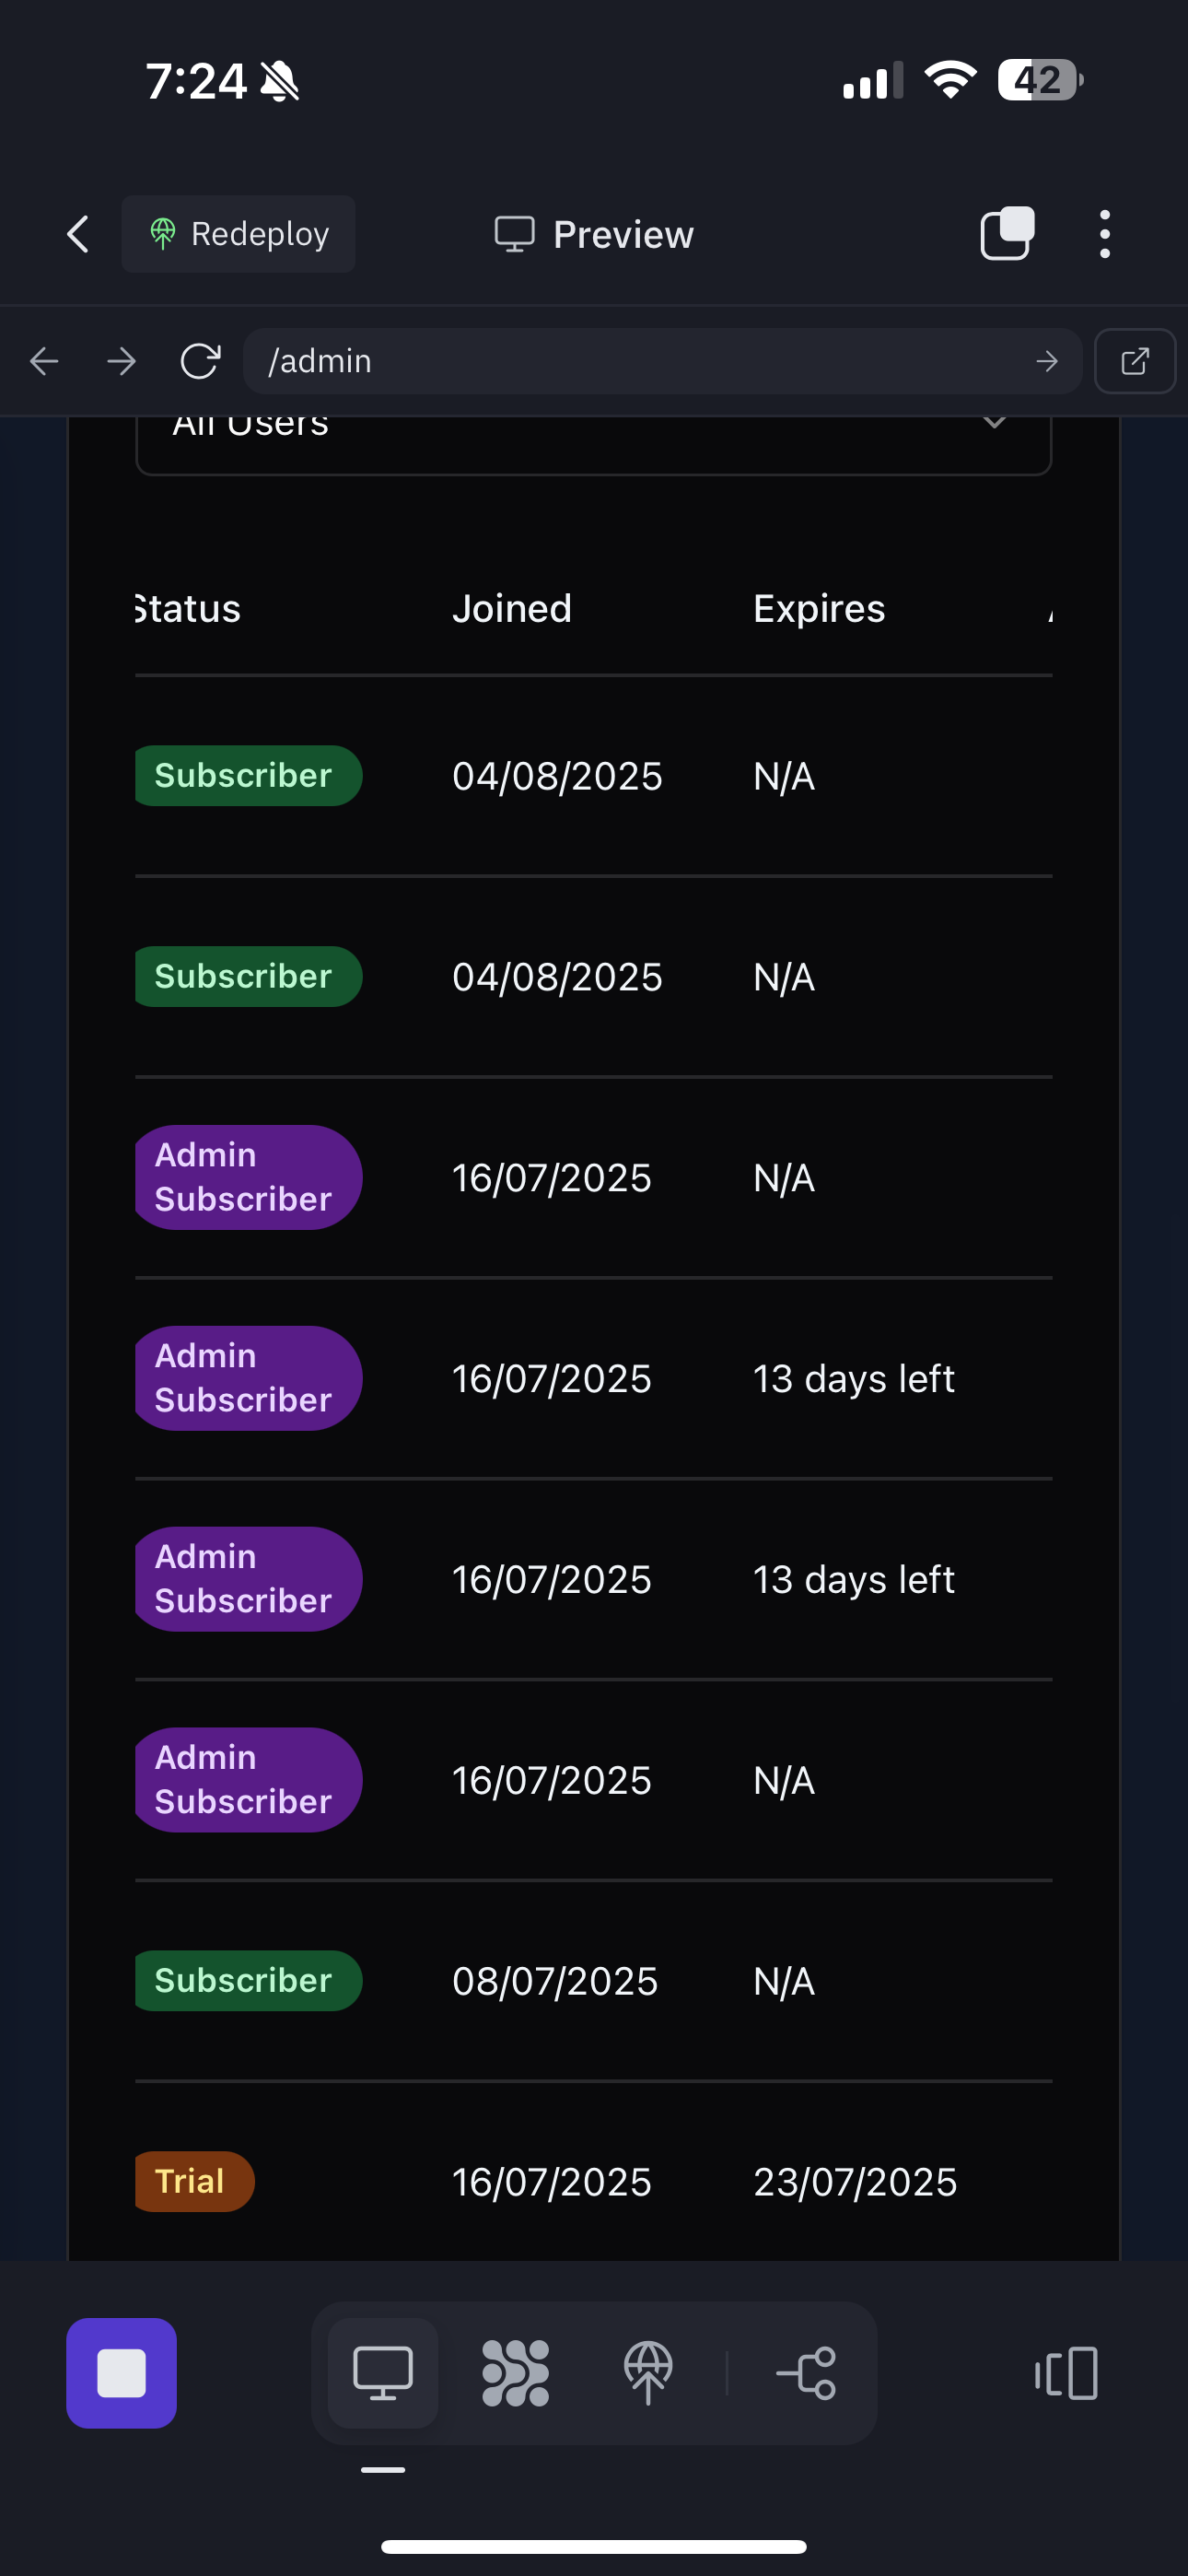 7:24 42
Redeploy Preview
/admin
All Users
Status Joined Expires
Subscriber 04/08/2025 N/A
Subscriber 04/08/2025 N/A
Admin
Subscriber 16/07/2025 N/A
Admin
Subscriber 16/07/2025 13 days left
Admin
Subscriber 16/07/2025 13 days left
Admin
Subscriber 16/07/2025 N/A
Subscriber 08/07/2025 N/A
Trial 16/07/2025 23/07/2025